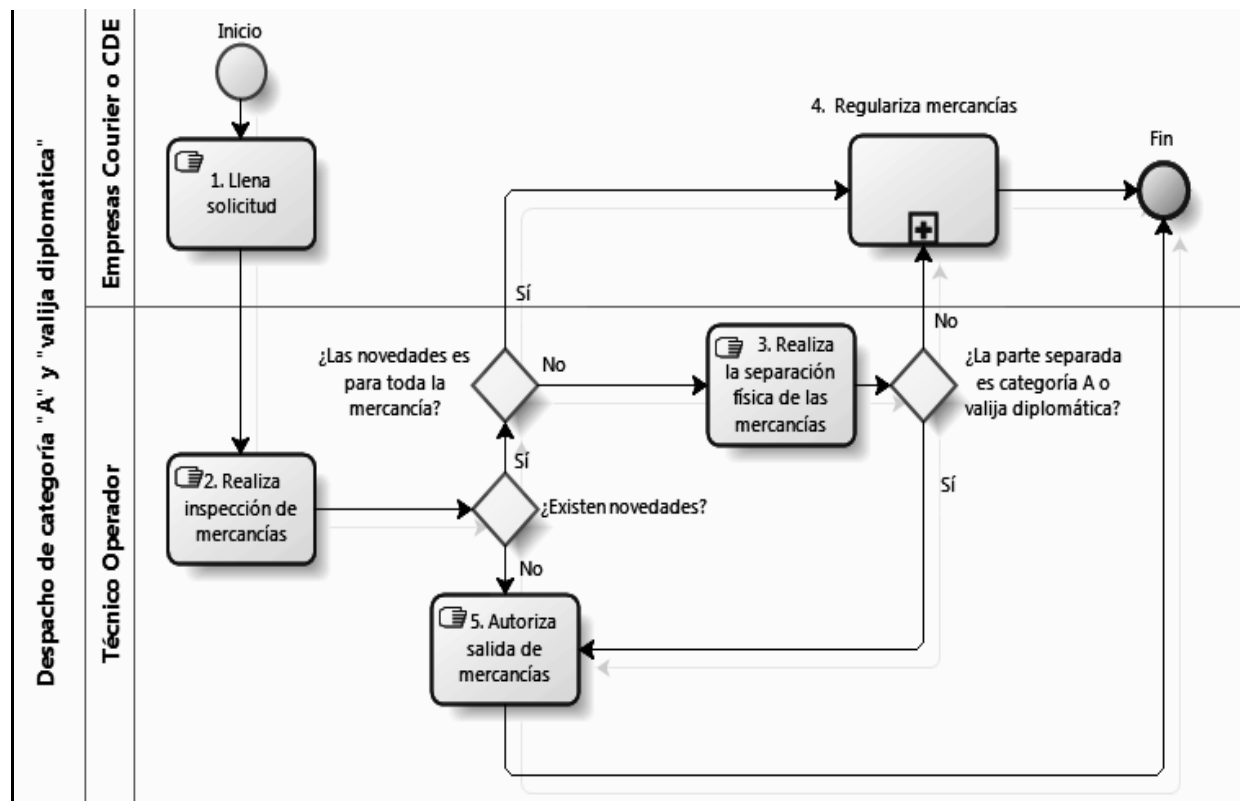 Despacho de categoría "A" y "valija diplomatica"
Empresas Courier o CDE
Inicio
1. Llena
solicitud
4. Regulariza mercancías
Fin
Sí
Técnico Operador
¿Las novedades es
para toda la
mercancía?
No
3. Realiza
la separación
física de las
mercancías
No
¿La parte separada
es categoría A o
valija diplomática?
Sí
2. Realiza
inspección de
mercancías
Sí
¿Existen novedades?
No
5. Autoriza
salida de
mercancías